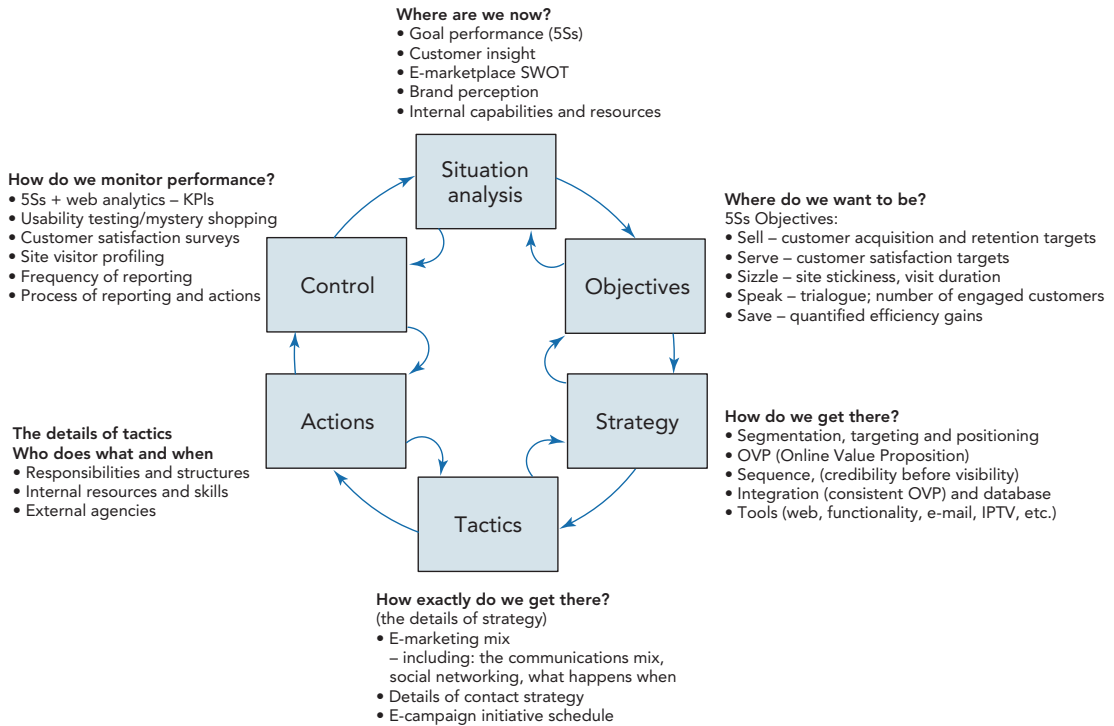 Where are we now?
• Goal performance (5Ss)
• Customer insight
• E-marketplace SWOT
• Brand perception
• Internal capabilities and resources
Situation
analysis
How do we monitor performance?
• 5Ss + web analytics – KPIs
• Usability testing/mystery shopping
• Customer satisfaction surveys
• Site visitor profiling
• Frequency of reporting
• Process of reporting and actions
Control
Objectives
Where do we want to be?
5Ss Objectives:
• Sell – customer acquisition and retention targets
• Serve – customer satisfaction targets
• Sizzle – site stickiness, visit duration
• Speak – trialogue; number of engaged customers
• Save – quantified efficiency gains
Actions
Strategy
The details of tactics
Who does what and when
• Responsibilities and structures
• Internal resources and skills
• External agencies
How do we get there?
• Segmentation, targeting and positioning
• OVP (Online Value Proposition)
• Sequence, (credibility before visibility)
• Integration (consistent OVP) and database
• Tools (web, functionality, e-mail, IPTV, etc.)
Tactics
How exactly do we get there?
(the details of strategy)
• E-marketing mix
– including: the communications mix,
social networking, what happens when
• Details of contact strategy
• E-campaign initiative schedule